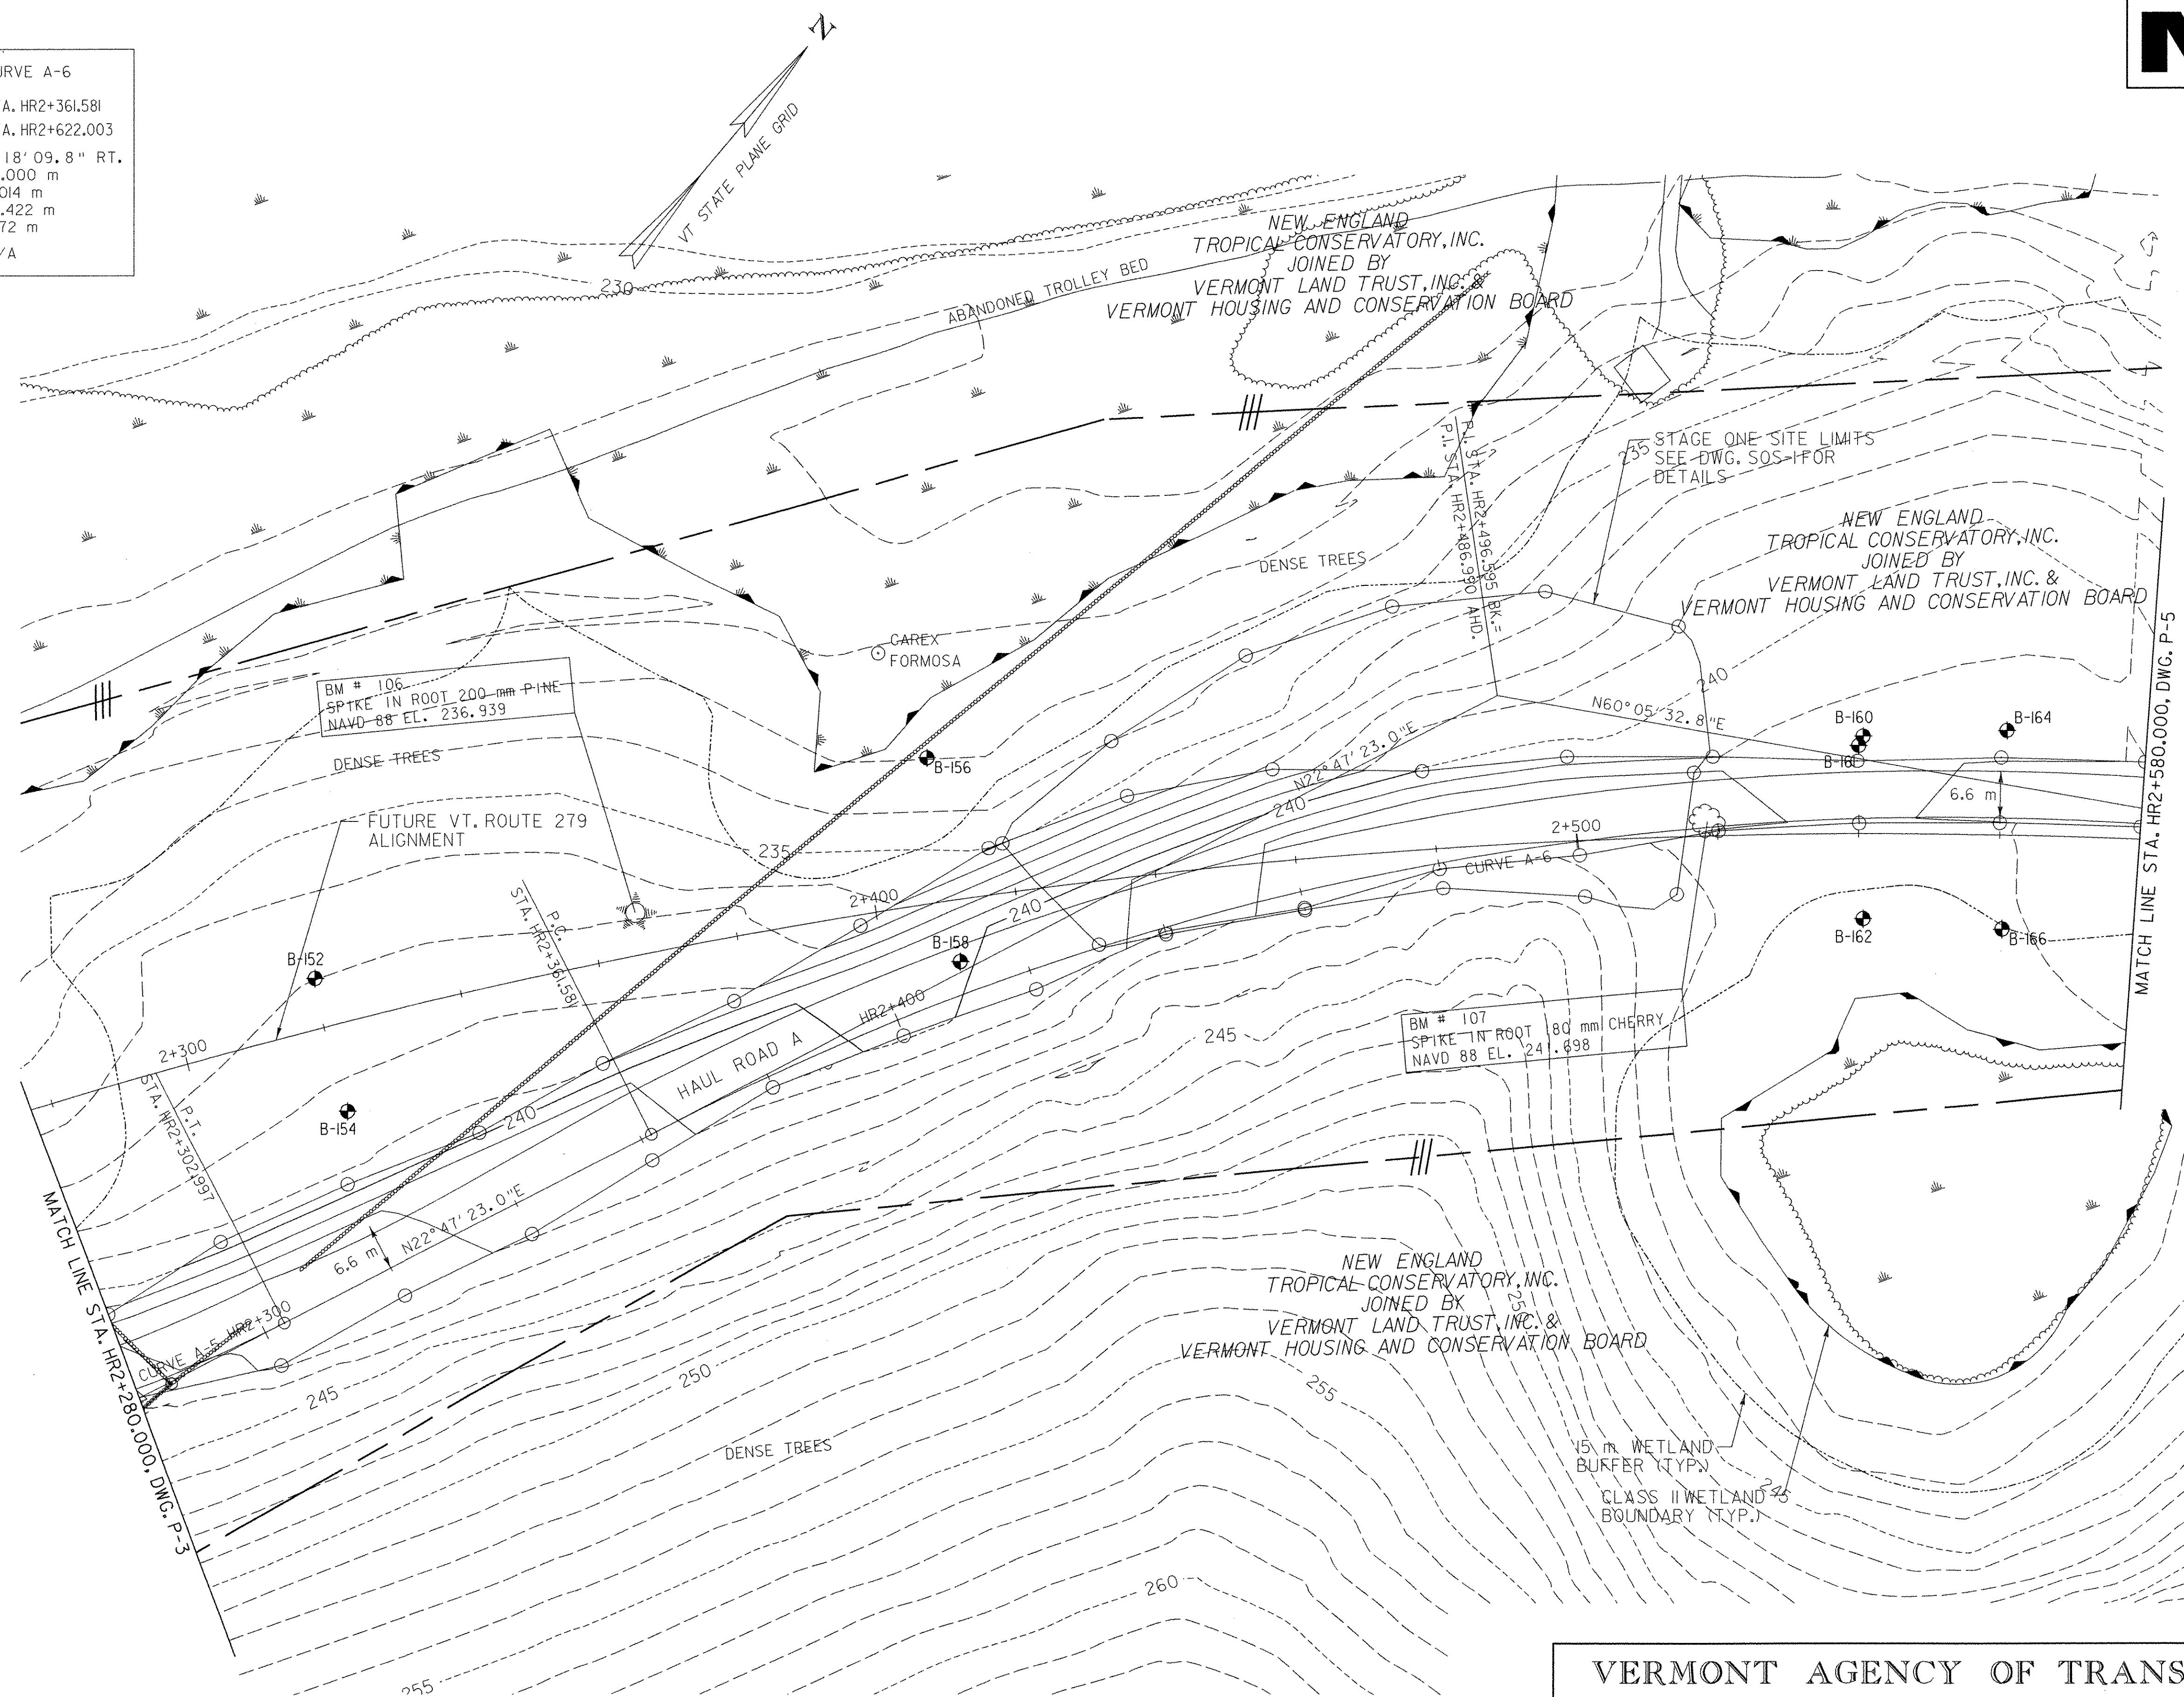 N
URVE A-6
A. HR2+361.581
A. HR2+622.003
18' 09.8" RT.
.000 m
014 m
.422 m
72 m
/A
N
VT STATE PLANE GRID
230
ABANDONED TROLLEY BED
NEW ENGLAND
TROPICAL CONSERVATORY, INC.
JOINED BY
VERMONT LAND TRUST, INC. &
VERMONT HOUSING AND CONSERVATION BOARD
235
STAGE ONE SITE LIMITS
SEE DWG. SOS-1 FOR
DETAILS
P.I. STA. HR2+496.595 BK.=
P.I. STA. HR2+486.990 AHD.
NEW ENGLAND
TROPICAL CONSERVATORY, INC.
JOINED BY
VERMONT LAND TRUST, INC. &
VERMONT HOUSING AND CONSERVATION BOARD
DENSE TREES
CAREX
FORMOSA
BM # 106
SPIKE IN ROOT 200 mm PINE
NAVD 88 EL. 236.939
DENSE TREES
FUTURE VT. ROUTE 279
ALIGNMENT
240
N60°05'32.8"E
N22°47'23.0"E
240
B-156
B-160
B-164
6.6 m
MATCH LINE STA. HR2+580.000, DWG. P-5
235
2+400
2+500
CURVE A-6
240
B-158
B-152
P.C.
STA. HR2+361.581
B-162
B-166
2+300
HR2+400
HAUL ROAD A
245
BM # 107
SPIKE IN ROOT 180 mm CHERRY
NAVD 88 EL. 241.698
P.T.
STA. HR2+302.997
B-154
240
6.6 m
N22°47'23.0"E
MATCH LINE STA. HR2+280.000, DWG. P-3
CURVE A-5
HR2+300
245
250
NEW ENGLAND
TROPICAL CONSERVATORY, INC.
JOINED BY
VERMONT LAND TRUST, INC. &
VERMONT HOUSING AND CONSERVATION BOARD
250
255
DENSE TREES
15 m WETLAND
BUFFER (TYP.)
CLASS II WETLAND
BOUNDARY (TYP.)
245
260
255
VERMONT AGENCY OF TRANS